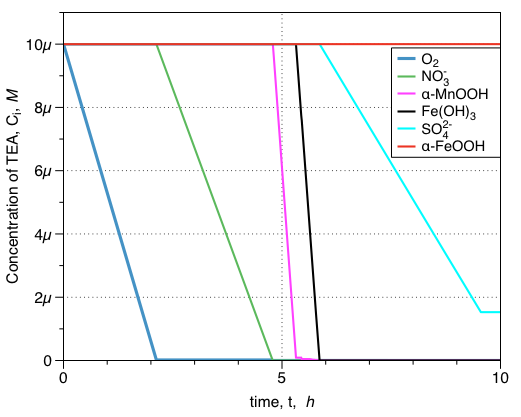 Concentration of TEA, Cᵢ, M
10μ
8μ
6μ
4μ
2μ
0
0
5
10
time, t, h
O₂
NO₃⁻
α-MnOOH
Fe(OH)₃
SO₄²⁻
α-FeOOH